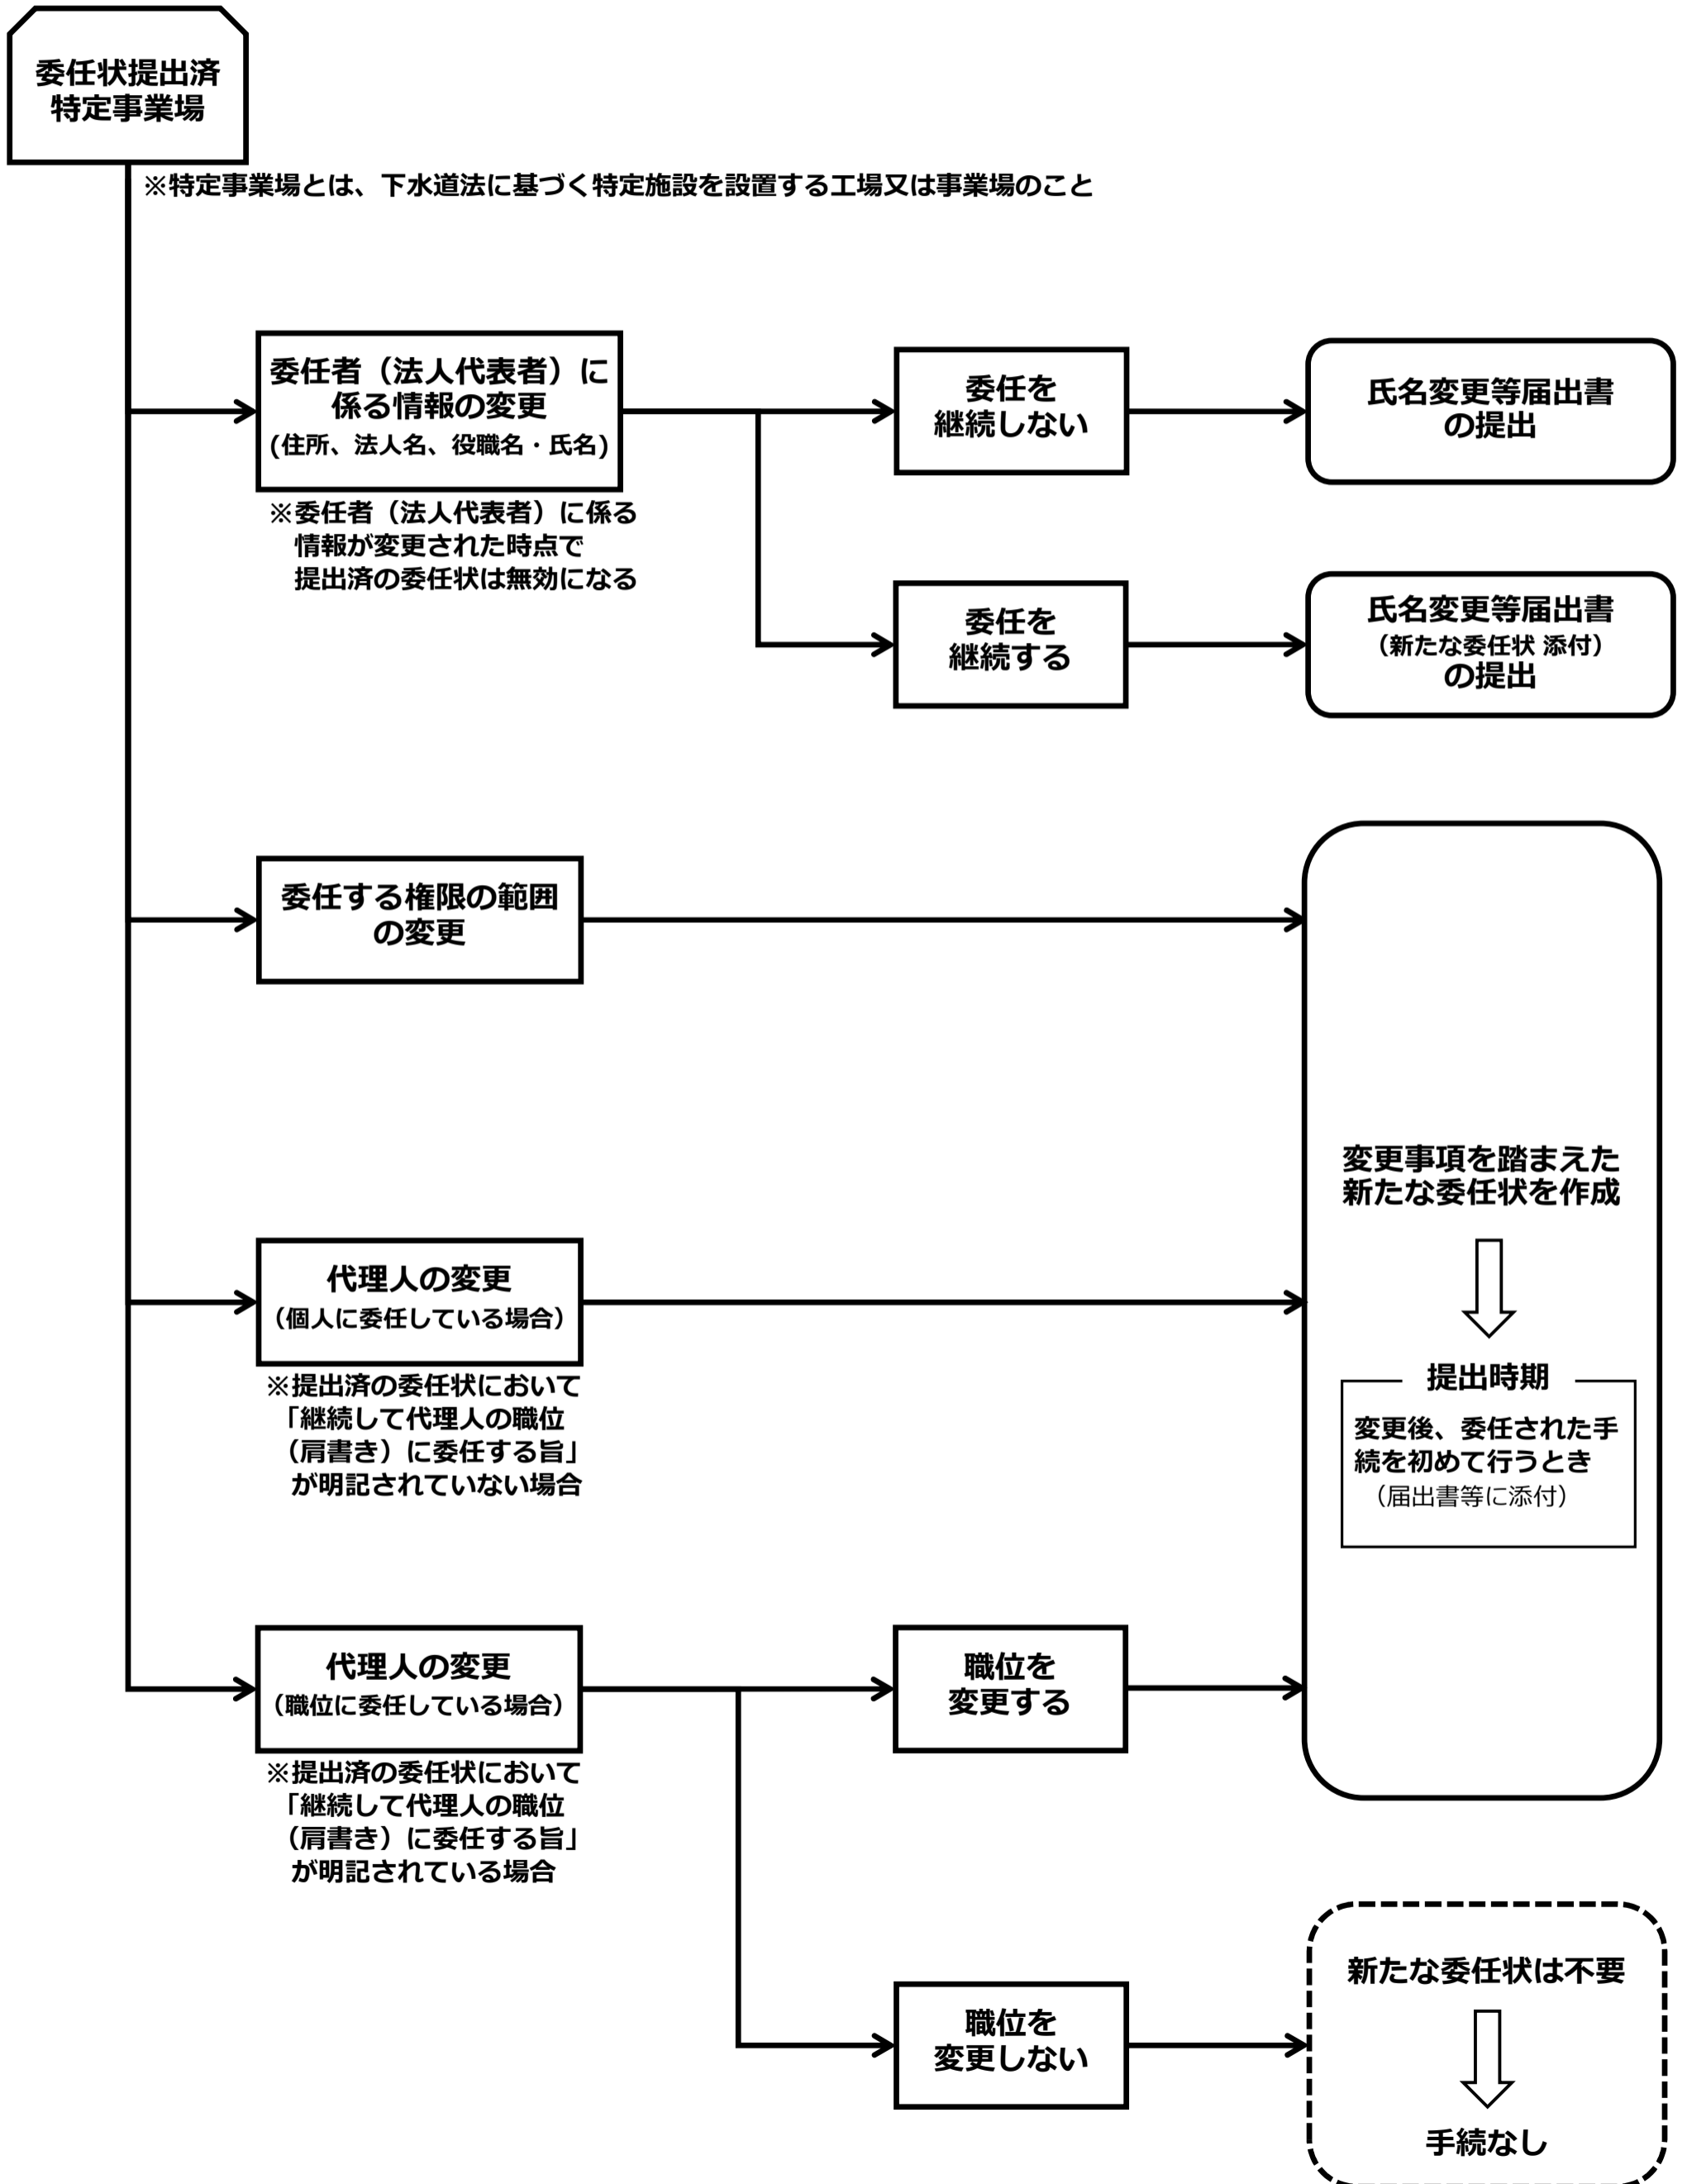 委任状提出済
特定事業場
※特定事業場とは、下水道法に基づく特定施設を設置する工場又は事業場のこと
委任者（法人代表者）に
係る情報の変更
(住所、法人名、役職名・氏名)
※委任者（法人代表者）に係る
情報が変更された時点で
提出済の委任状は無効になる
委任を
継続しない
氏名変更等届出書
の提出
委任を
継続する
氏名変更等届出書
（新たな委任状 添付）
の提出
委任する権限の範囲
の変更
代理人の変更
（個人に委任している場合）
※提出済の委任状において
「継続して代理人の職位
（肩書き）に委任する旨」
が明記されていない場合
変更事項を踏まえた
新たな委任状を作成
提出時期
変更後、委任された手
続を初めて行うとき
（届出書等に添付）
代理人の変更
（職位に委任している場合）
※提出済の委任状において
「継続して代理人の職位
（肩書き）に委任する旨」
が明記されている場合
職位を
変更する
職位を
変更しない
新たな委任状は不要
手続なし